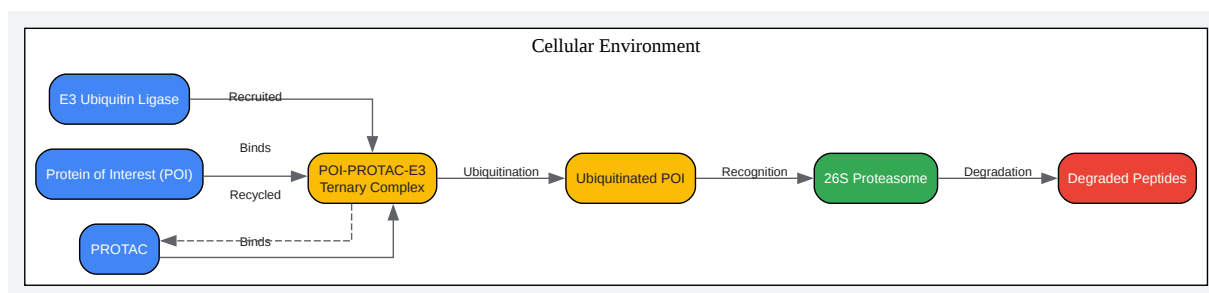 Cellular Environment
E3 Ubiquitin Ligase
Recruited
Binds
Protein of Interest (POI)
Recycled
POI-PROTAC-E3
Ternary Complex
Ubiquitination
Ubiquitinated POI
Recognition
26S Proteasome
Degradation
Degraded Peptides
PROTAC
Binds